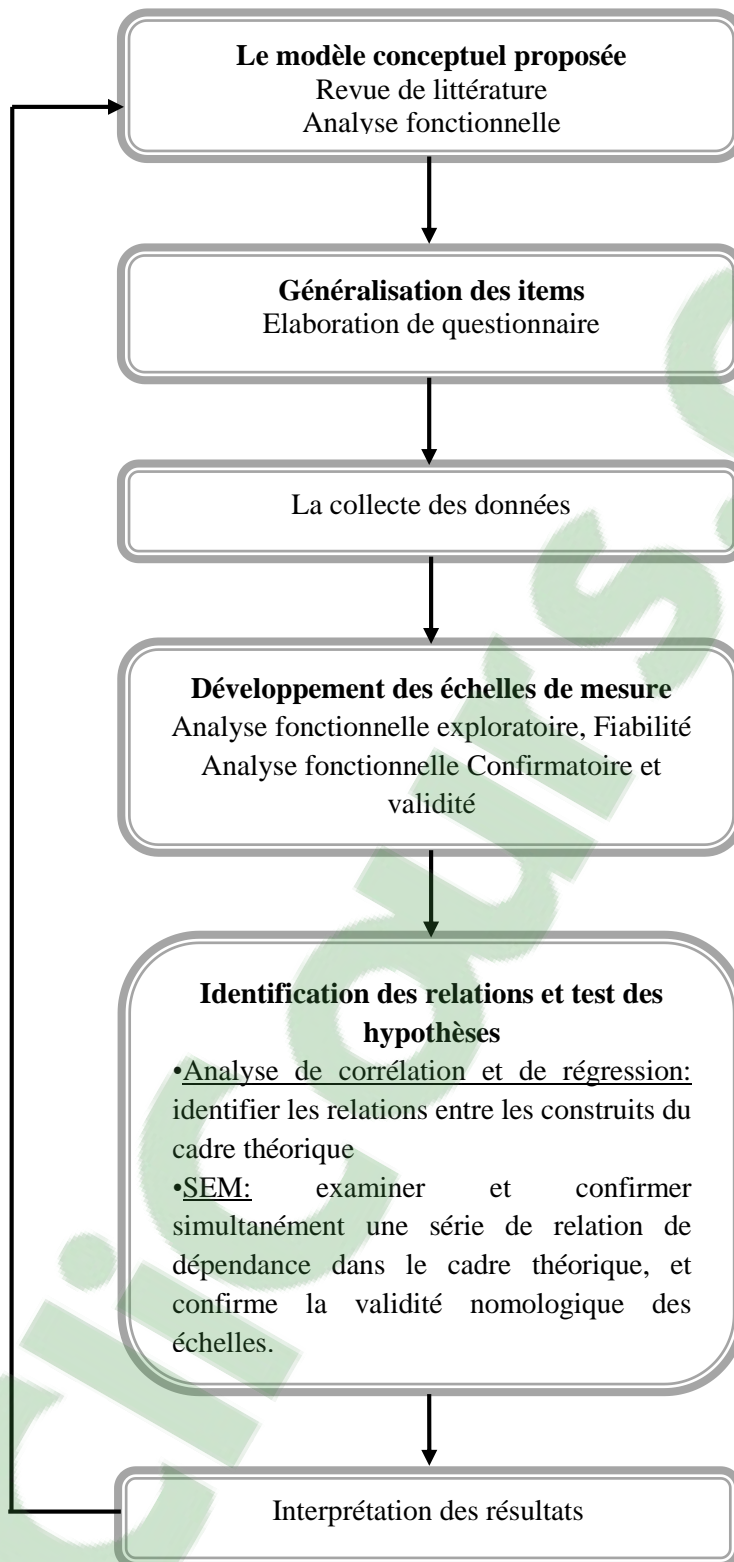 Le modèle conceptuel proposée
Revue de littérature
Analyse fonctionnelle
Généralisation des items
Elaboration de questionnaire
La collecte des données
Développement des échelles de mesure
Analyse fonctionnelle exploratoire, Fiabilité
Analyse fonctionnelle Confirmatoire et
validité
Identification des relations et test des
hypothèses
•Analyse de corrélation et de régression:
identifier les relations entre les construits du
cadre théorique
•SEM: examiner et confirmer
simultanément une série de relation de
dépendance dans le cadre théorique, et
confirme la validité nomologique des
échelles.
Interprétation des résultats
CliCours.